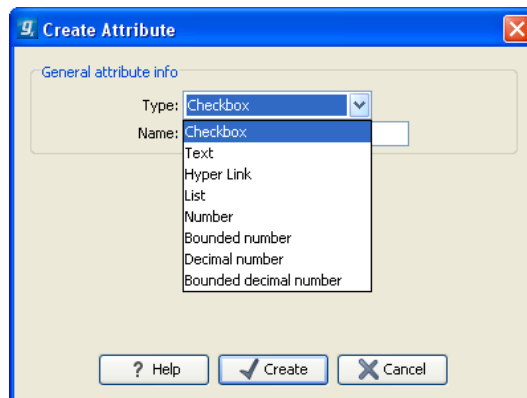 Create Attribute
General attribute info
Type: Checkbox
Name:
Checkbox
Text
Hyper Link
List
Number
Bounded number
Decimal number
Bounded decimal number
? Help Create Cancel